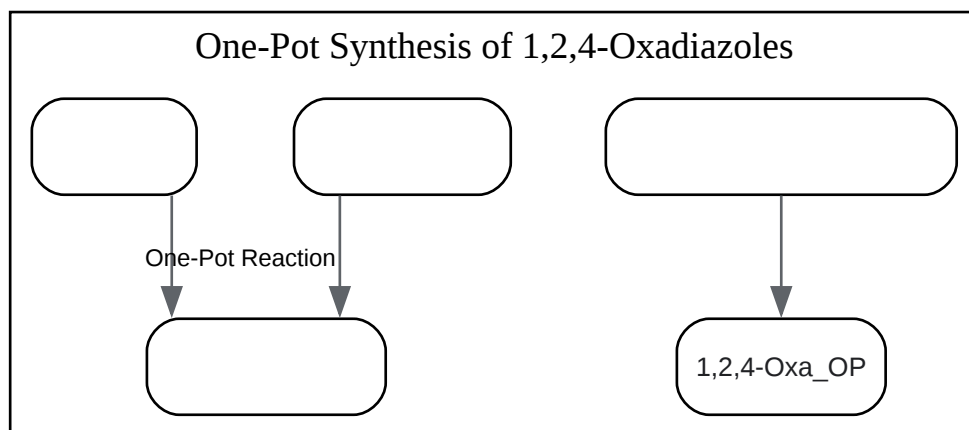 One-Pot Synthesis of 1,2,4-Oxadiazoles
One-Pot Reaction
1,2,4-Oxa_OP